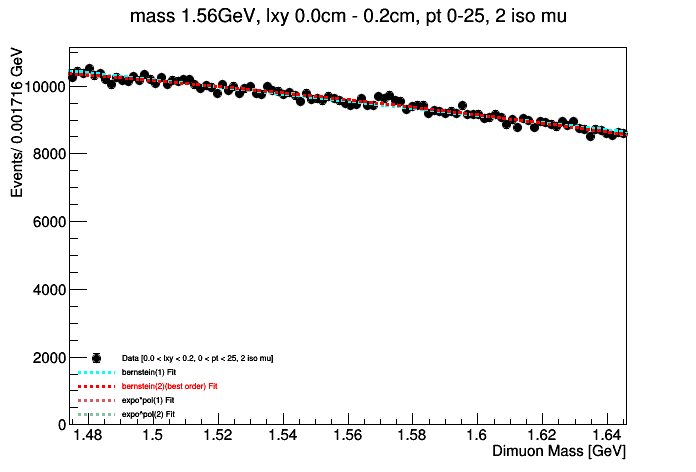 mass 1.56GeV, lxy 0.0cm - 0.2cm, pt 0-25, 2 iso mu
Events/ 0.001716 GeV
10000
8000
6000
4000
2000
0
Data [0.0 < lxy < 0.2, 0 < pt < 25, 2 iso mu]
bernstein(1) Fit
bernstein(2)(best order) Fit
expo*pol(1) Fit
expo*pol(2) Fit
1.48 1.5 1.52 1.54 1.56 1.58 1.6 1.62 1.64
Dimuon Mass [GeV]